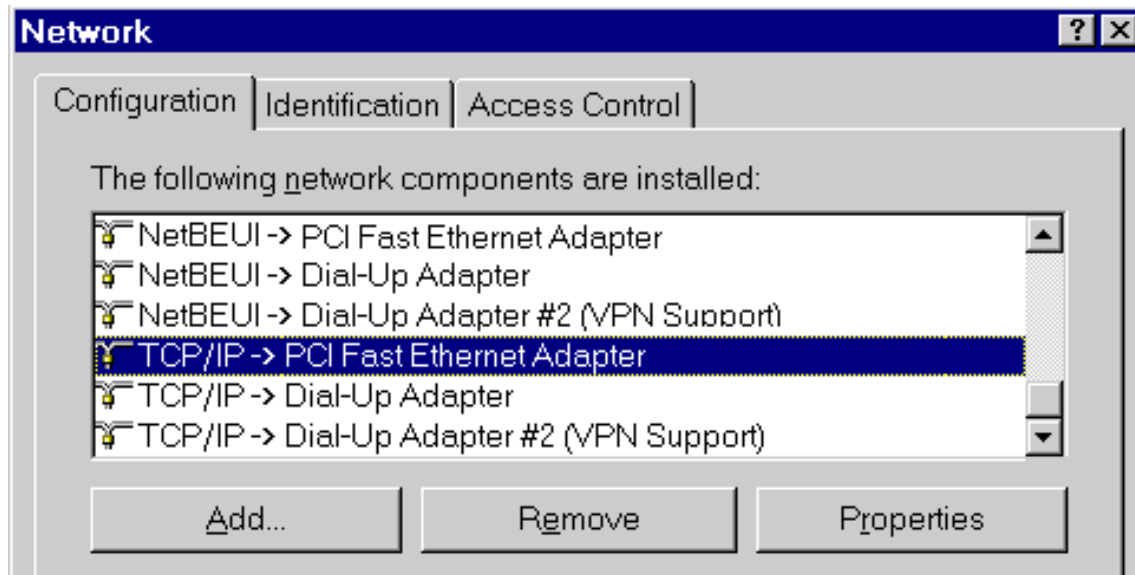 Network
Configuration Identification Access Control
The following network components are installed:
NetBEUI -> PCI Fast Ethernet Adapter
NetBEUI -> Dial-Up Adapter
NetBEUI -> Dial-Up Adapter #2 (VPN Support)
TCP/IP -> PCI Fast Ethernet Adapter
TCP/IP -> Dial-Up Adapter
TCP/IP -> Dial-Up Adapter #2 (VPN Support)
Add... Remove Properties